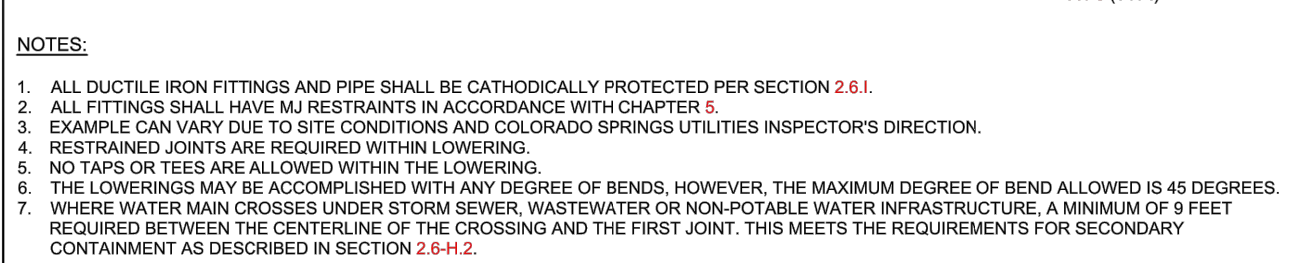 NOTES:
1. ALL DUCTILE IRON FITTINGS AND PIPE SHALL BE CATHODICALLY PROTECTED PER SECTION 2.6.I.
2. ALL FITTINGS SHALL HAVE MJ RESTRAINTS IN ACCORDANCE WITH CHAPTER 5.
3. EXAMPLE CAN VARY DUE TO SITE CONDITIONS AND COLORADO SPRINGS UTILITIES INSPECTOR'S DIRECTION.
4. RESTRAINED JOINTS ARE REQUIRED WITHIN LOWERING.
5. NO TAPS OR TEES ARE ALLOWED WITHIN THE LOWERING.
6. THE LOWERINGS MAY BE ACCOMPLISHED WITH ANY DEGREE OF BENDS, HOWEVER, THE MAXIMUM DEGREE OF BEND ALLOWED IS 45 DEGREES.
7. WHERE WATER MAIN CROSSES UNDER STORM SEWER, WASTEWATER OR NON-POTABLE WATER INFRASTRUCTURE, A MINIMUM OF 9 FEET
REQUIRED BETWEEN THE CENTERLINE OF THE CROSSING AND THE FIRST JOINT. THIS MEETS THE REQUIREMENTS FOR SECONDARY
CONTAINMENT AS DESCRIBED IN SECTION 2.6-H.2.